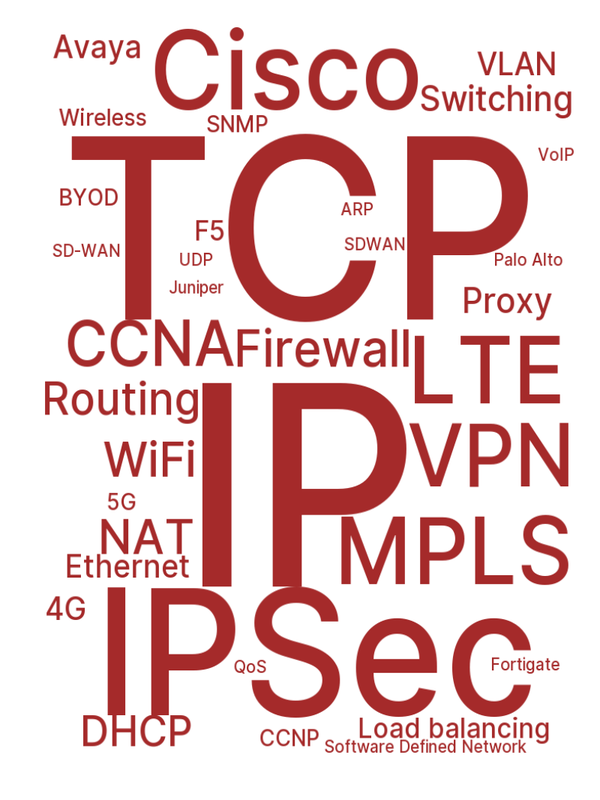 Avaya
Cisco
VLAN
Switching
Wireless
SNMP
TCP
VoIP
BYOD
ARP
F5
SD-WAN
SDWAN
UDP
Palo Alto
Juniper
Proxy
CCNA
Firewall
LTE
Routing
IP
VPN
WiFi
5G
NAT
MPLS
Ethernet
4G
IPSec
QoS
Fortigate
DHCP
CCNP
Load balancing
Software Defined Network